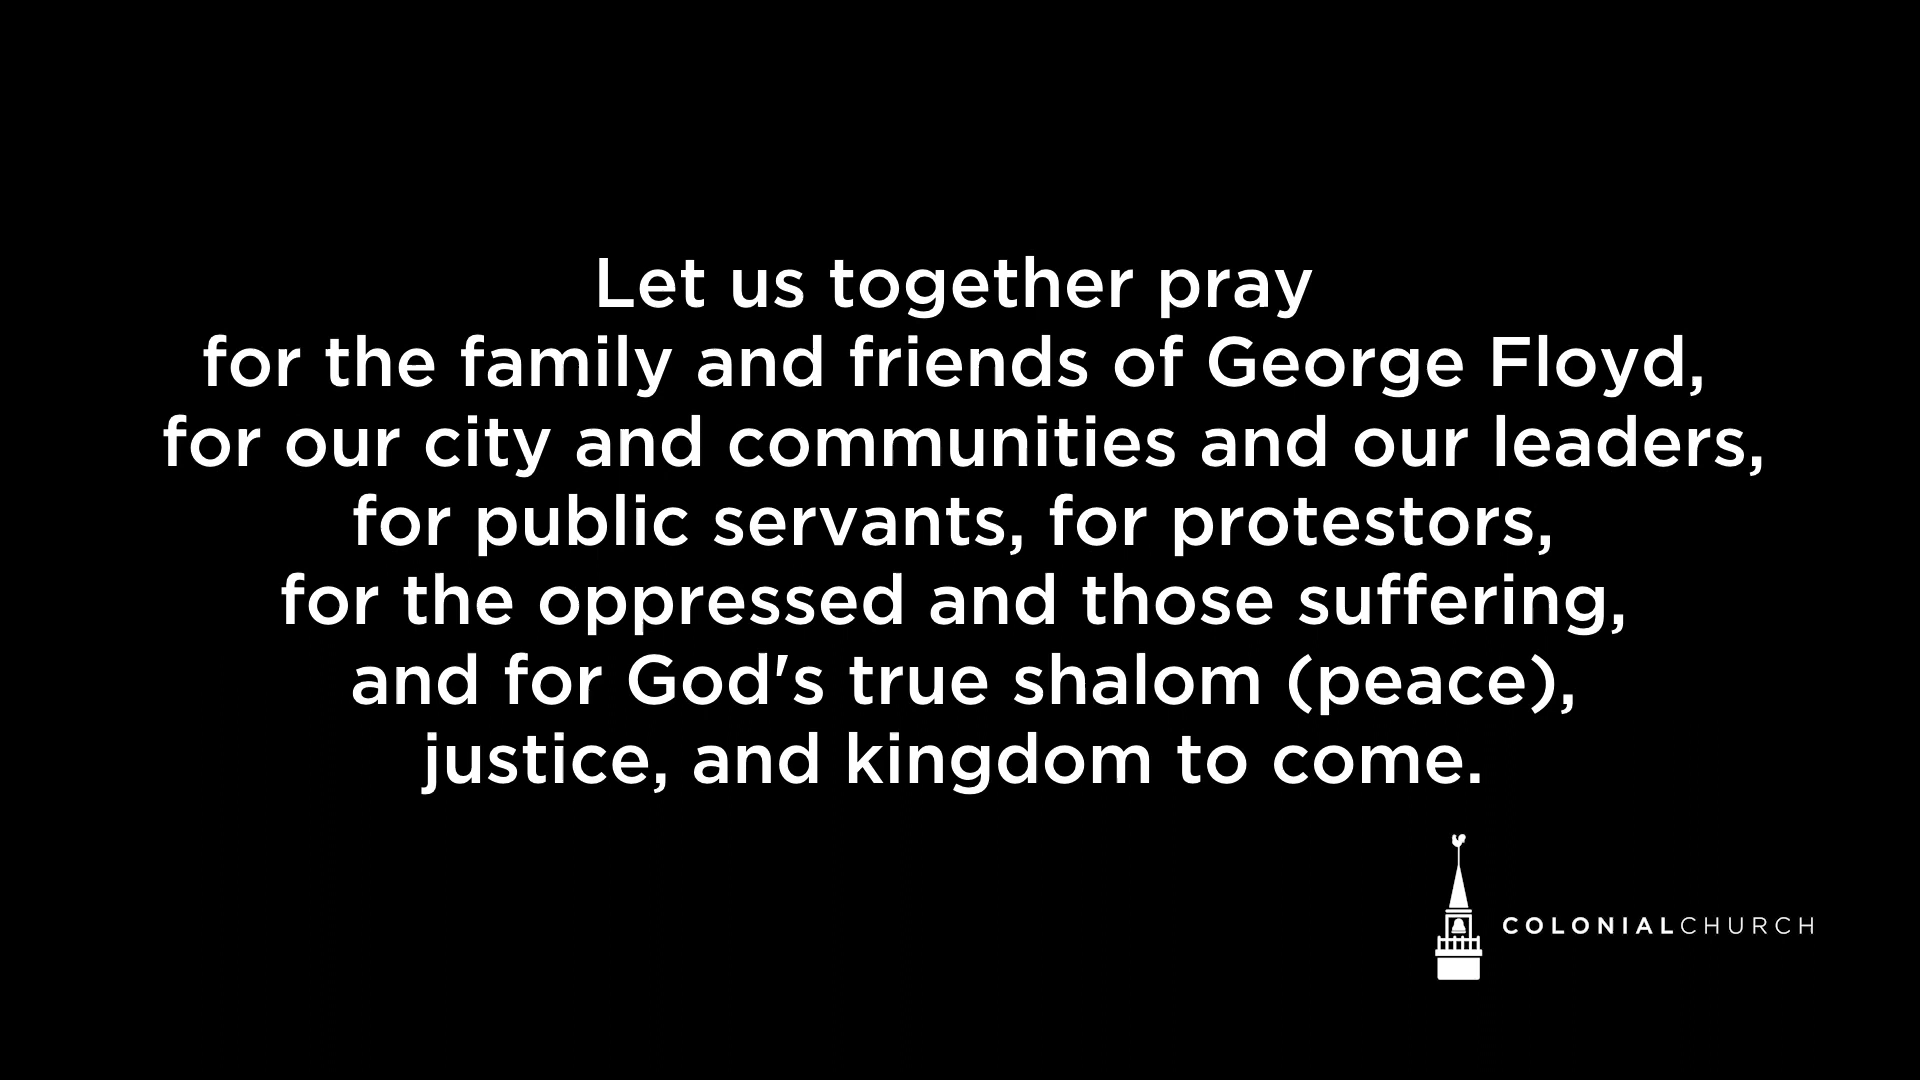 Let us together pray
for the family and friends of George Floyd,
for our city and communities and our leaders,
for public servants, for protestors,
for the oppressed and those suffering,
and for God's true shalom (peace),
justice, and kingdom to come.
COLONIALCHURCH